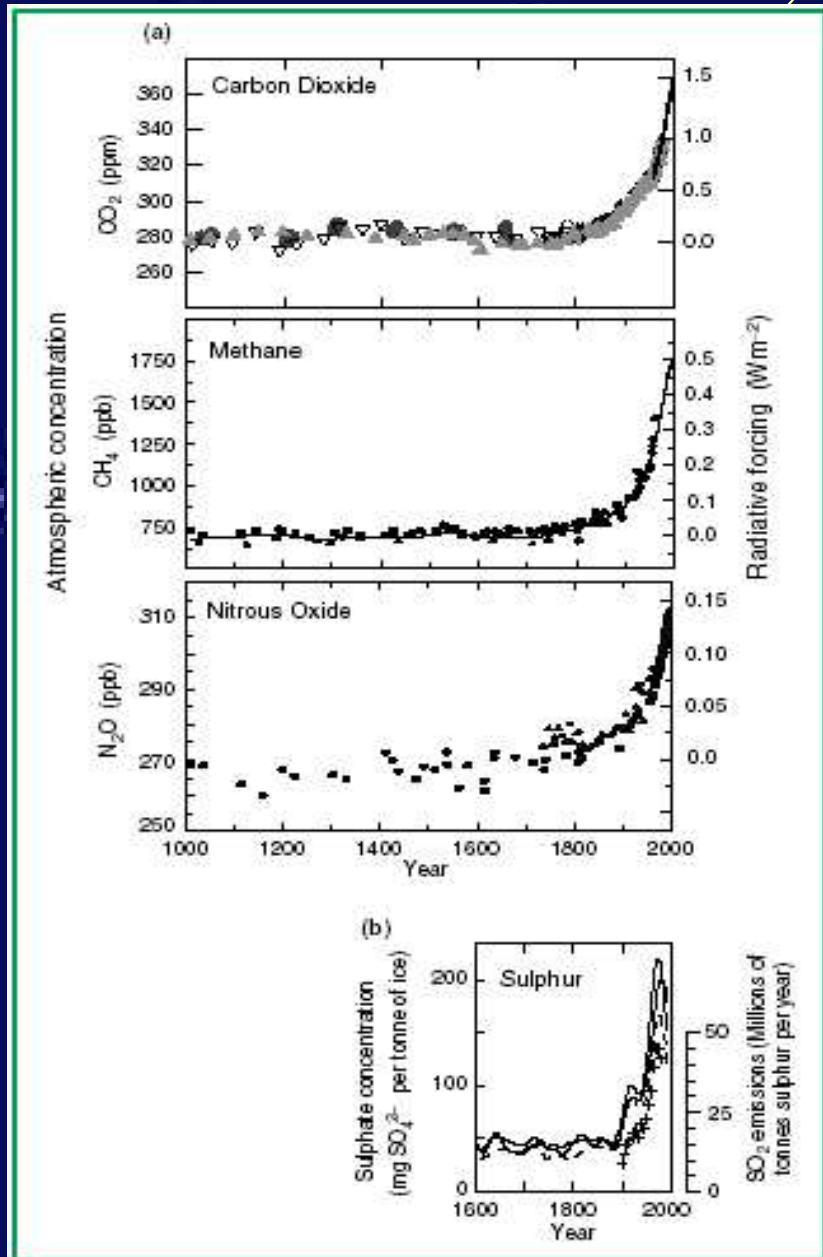 (a)
Carbon Dioxide
360
340
320
300
280
260
CO₂ (ppm)
1.5
1.0
0.5
0.0
Methane
1750
1500
1250
1000
750
CH₄ (ppb)
0.5
0.4
0.3
0.2
0.1
0.0
Atmospheric concentration
Radiative forcing (Wm⁻²)
Nitrous Oxide
310
290
270
250
N₂O (ppb)
0.15
0.10
0.05
0.0
1000 1200 1400 1600 1800 2000
Year
(b)
Sulphur
200
100
0
Sulphate concentration
(mg SO₄²⁻ per tonne of ice)
50
25
0
SO₂ emissions (Millions of
tonnes sulphur per year)
1600 1800 2000
Year